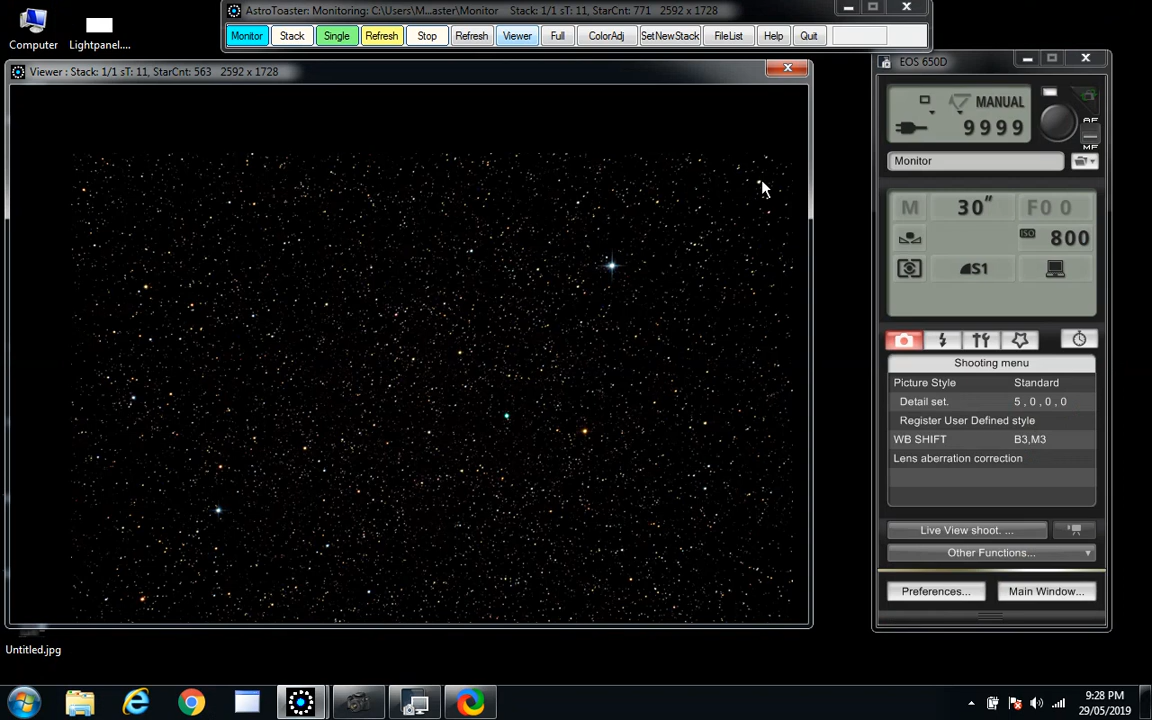 AstroToaster: Monitoring: C:\Users\M...aster\Monitor Stack: 1/1 sT: 11, StarCnt: 771 2592 x 1728
Monitor Stack Single Refresh Stop Refresh Viewer Full ColorAdj SetNewStack FileList Help Quit
Computer
Lightpanel....
Viewer : Stack: 1/1 sT: 11, StarCnt: 563 2592 x 1728
EOS 650D
MANUAL
9999
AF
MF
Monitor
M 30" F0 0
ISO 800
S1
Shooting menu
Picture Style Standard
Detail set. 5 , 0 , 0 , 0
Register User Defined style
WB SHIFT B3,M3
Lens aberration correction
Live View shoot. ...
Other Functions...
Preferences... Main Window...
Untitled.jpg
9:28 PM
29/05/2019